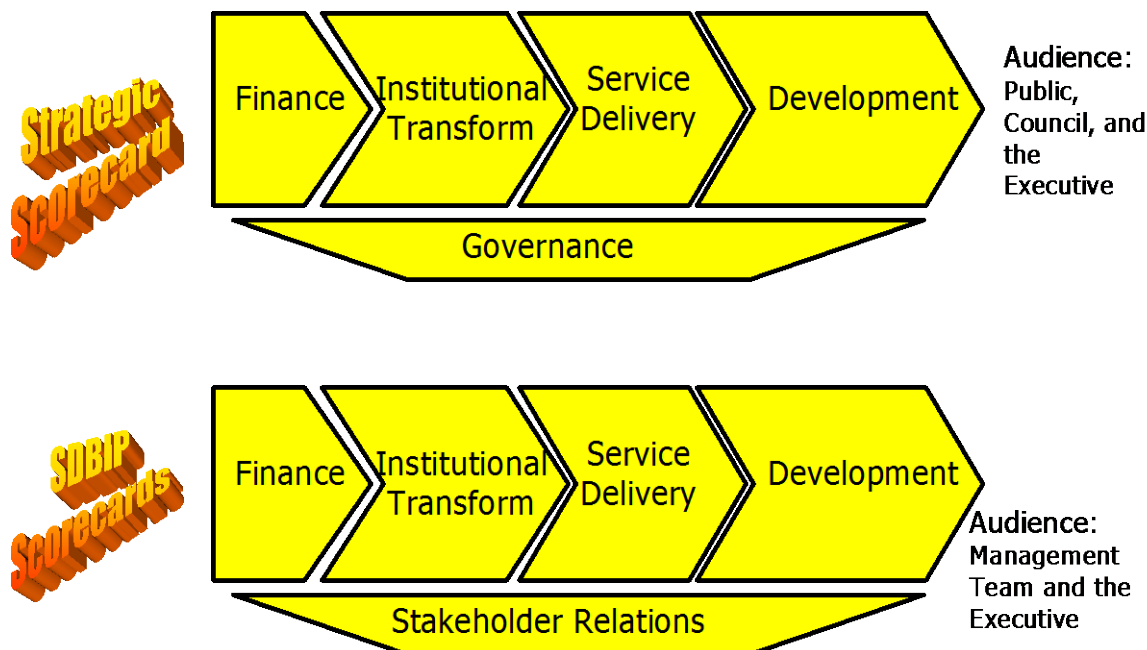 Strategic
Scorecard
Finance
Institutional
Transform
Service
Delivery
Development
Audience:
Public,
Council, and
the
Executive
Governance
SDBIP
Scorecards
Finance
Institutional
Transform
Service
Delivery
Development
Audience:
Management
Team and the
Executive
Stakeholder Relations